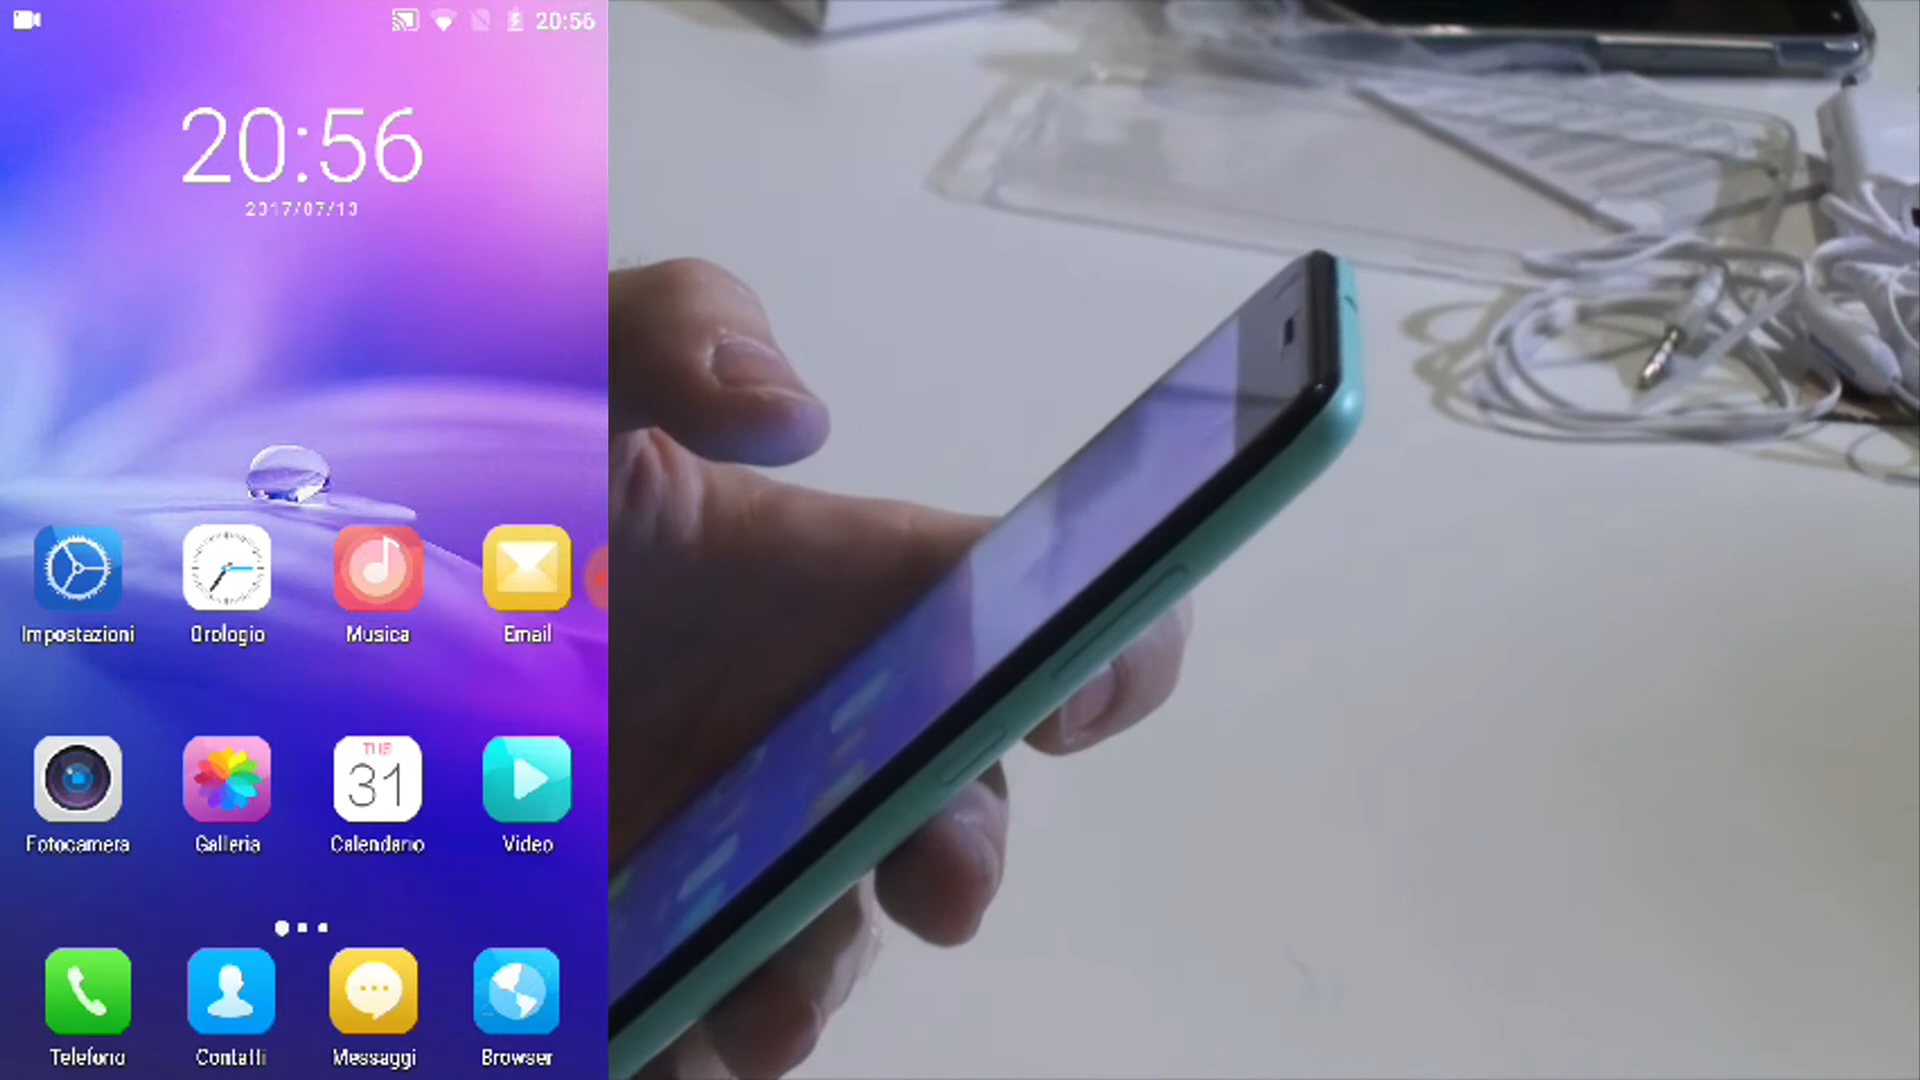 20:56
20:56
2017/07/13
Impostazioni
Orologio
Musica
Email
TUE
31
Fotocamera
Galleria
Calendario
Video
Telefono
Contatti
Messaggi
Browser